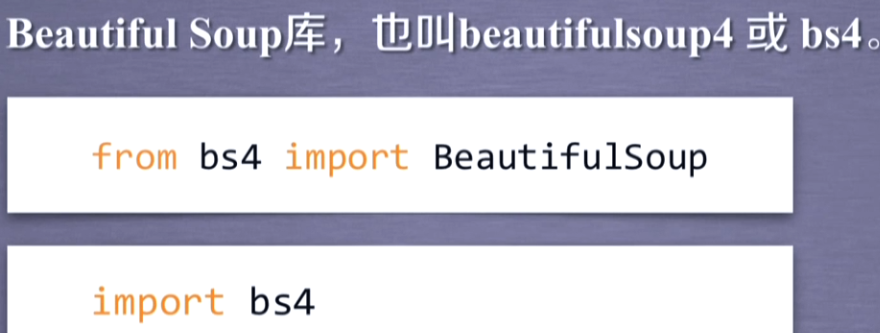 Beautiful Soup库，也叫beautifulsoup4 或 bs4。
from bs4 import BeautifulSoup
import bs4